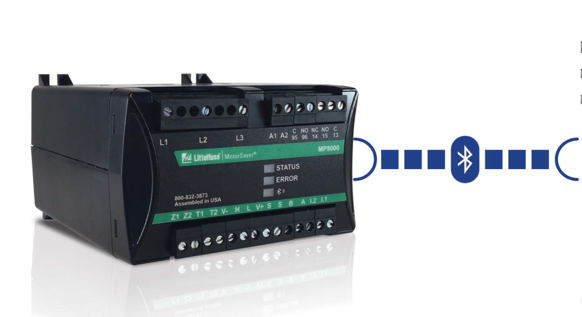 L1 L2 L3 A1 A2 C 95 NO 96 NC 14 NO 15 C 13
Littelfuse® MotorSaver® MP8000
STATUS
ERROR
800-832-3873
Assembled in USA
Z1 Z2 T1 T2 V- H L V+ S S B A L2 L1